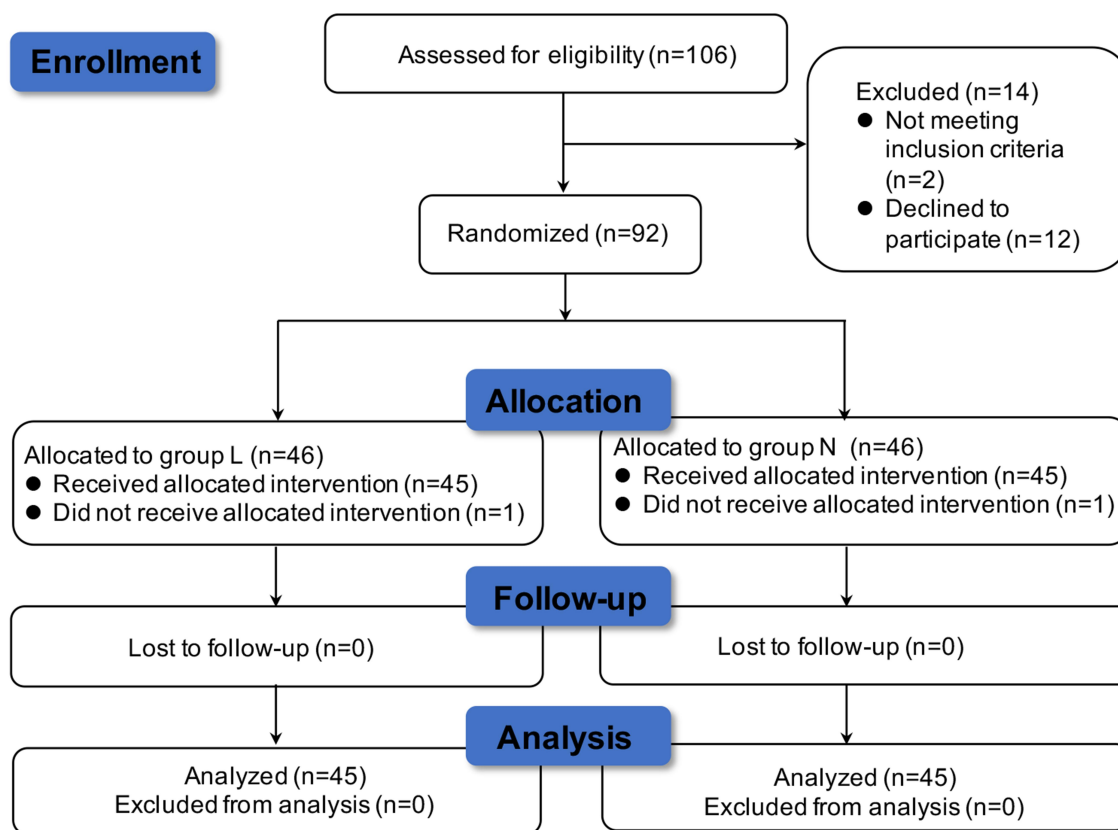 Enrollment
Assessed for eligibility (n=106)
Excluded (n=14)
● Not meeting
inclusion criteria
(n=2)
● Declined to
participate (n=12)
Randomized (n=92)
Allocation
Allocated to group L (n=46)
● Received allocated intervention (n=45)
● Did not receive allocated intervention (n=1)
Allocated to group N (n=46)
● Received allocated intervention (n=45)
● Did not receive allocated intervention (n=1)
Follow-up
Lost to follow-up (n=0)
Lost to follow-up (n=0)
Analysis
Analyzed (n=45)
Excluded from analysis (n=0)
Analyzed (n=45)
Excluded from analysis (n=0)